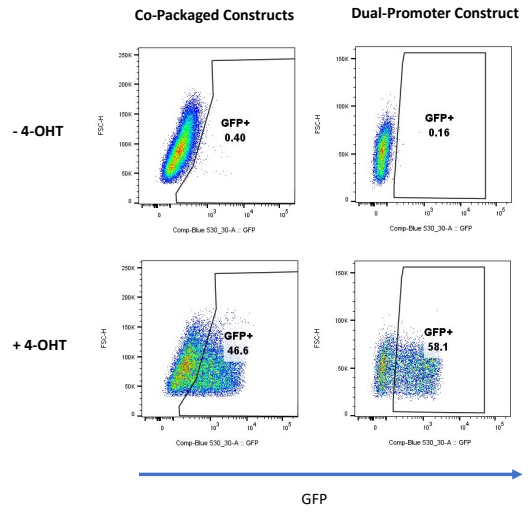 Co-Packaged Constructs Dual-Promoter Construct
- 4-OHT
250K
200K
150K
100K
50K
0
FSC-H
GFP+
0.40
0 10³ 10⁴ 10⁵
Comp-Blue 530_30-A :: GFP
150K
100K
50K
0
FSC-H
GFP+
0.16
0 10³ 10⁴ 10⁵
Comp-Blue 530_30-A :: GFP
+ 4-OHT
250K
200K
150K
100K
50K
0
FSC-H
GFP+
46.6
0 10³ 10⁴ 10⁵
Comp-Blue 530_30-A :: GFP
150K
100K
50K
0
FSC-H
GFP+
58.1
0 10³ 10⁴ 10⁵
Comp-Blue 530_30-A :: GFP
GFP